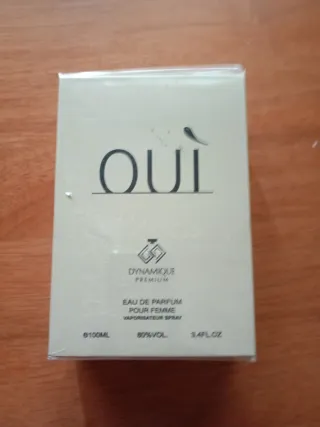 OUÌ
DYNAMIQUE
PREMIUM
EAU DE PARFUM
POUR FEMME
VAPORISATEUR SPRAY
℮100ML 80%VOL. 3.4FL.OZ